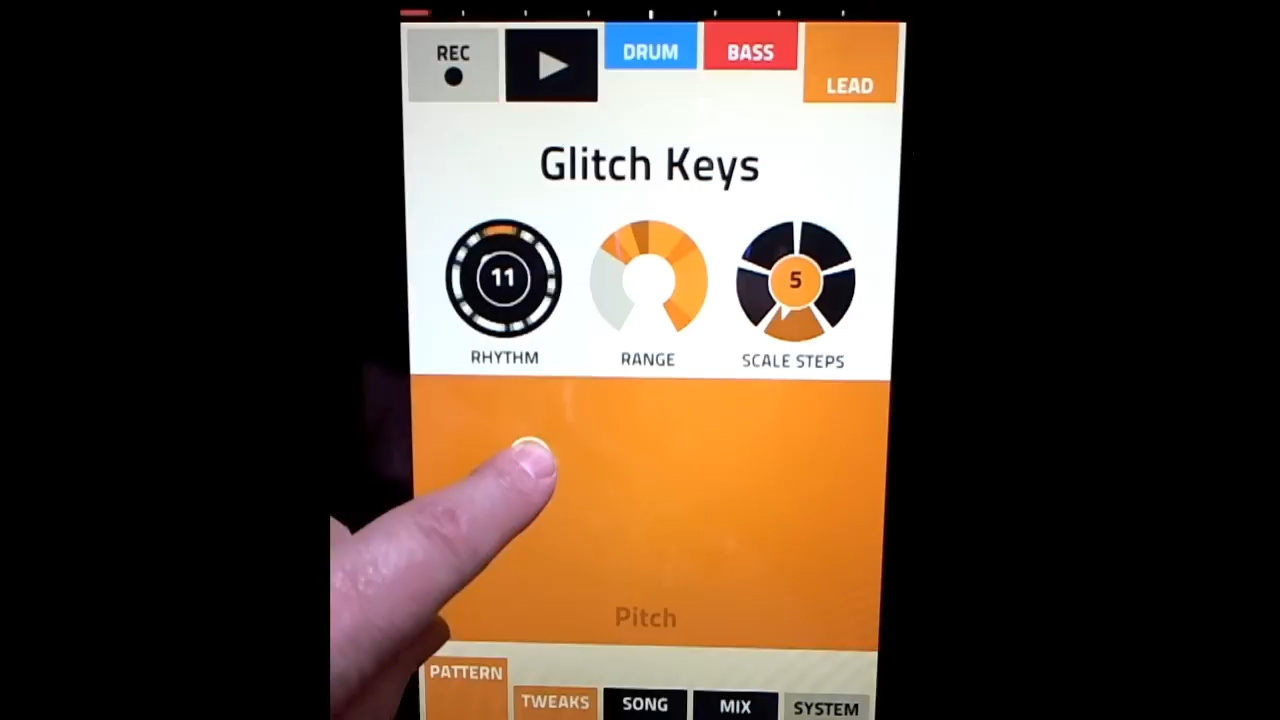 REC
DRUM
BASS
LEAD
Glitch Keys
11
5
RHYTHM
RANGE
SCALE STEPS
Pitch
PATTERN
TWEAKS
SONG
MIX
SYSTEM